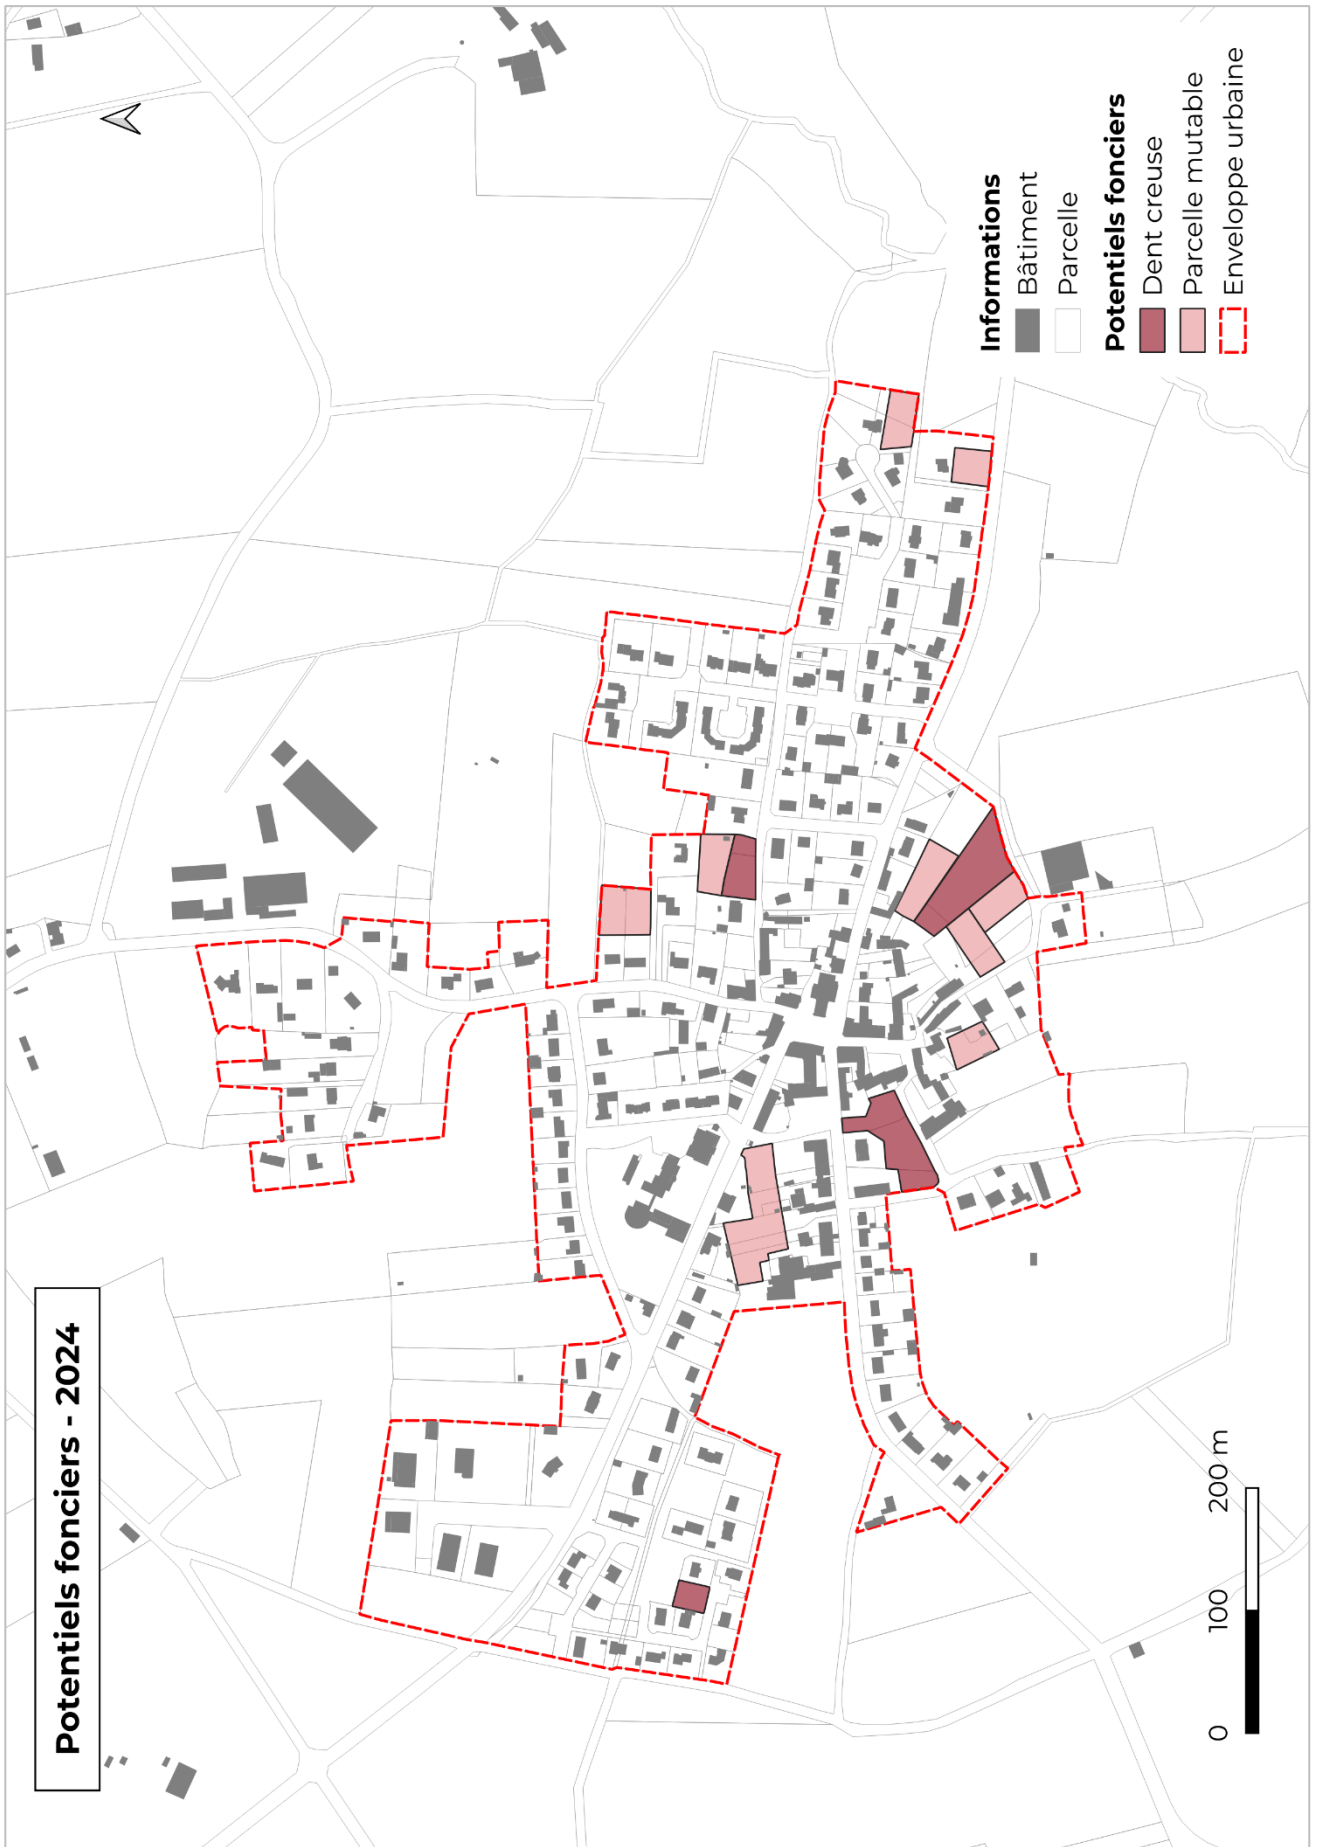 Potentiels fonciers - 2024
Informations
Bâtiment
Parcelle
Potentiels fonciers
Dent creuse
Parcelle mutable
Enveloppe urbaine
0 100 200 m